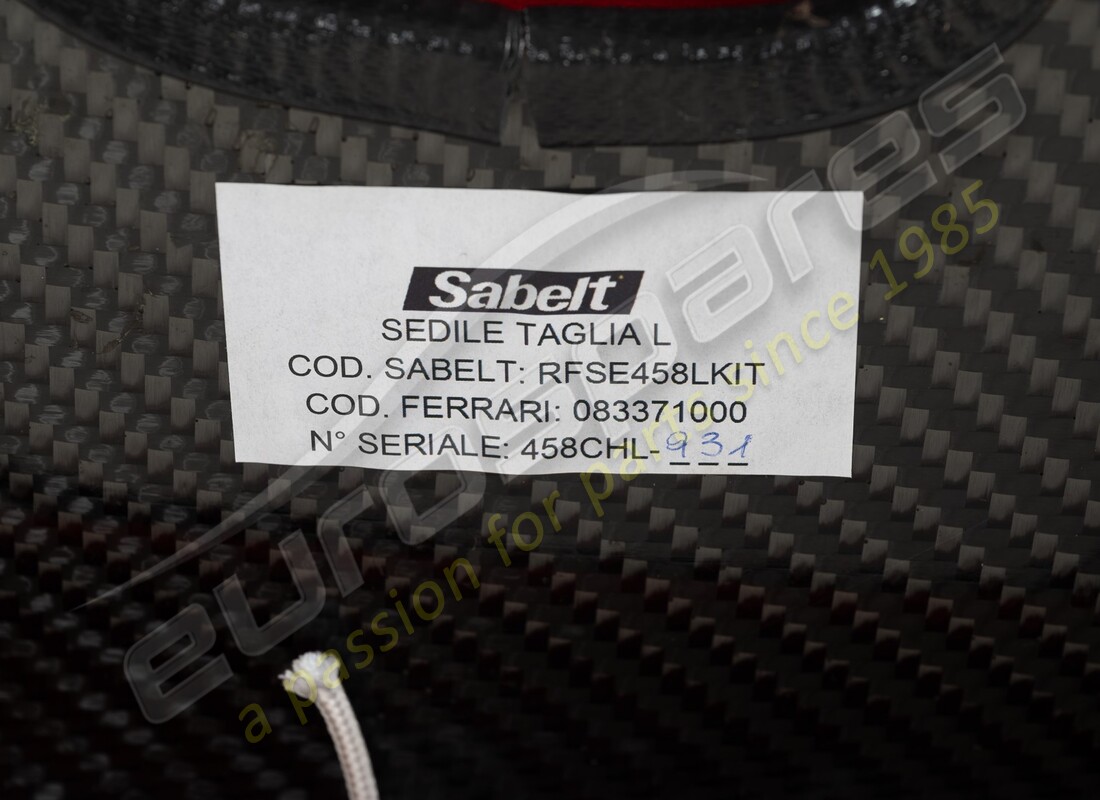 Sabelt
SEDILE TAGLIA L
COD. SABELT: RFSE458LKIT
COD. FERRARI: 083371000
N° SERIALE: 458CHL-931
eurospares
a passion for parts since 1985